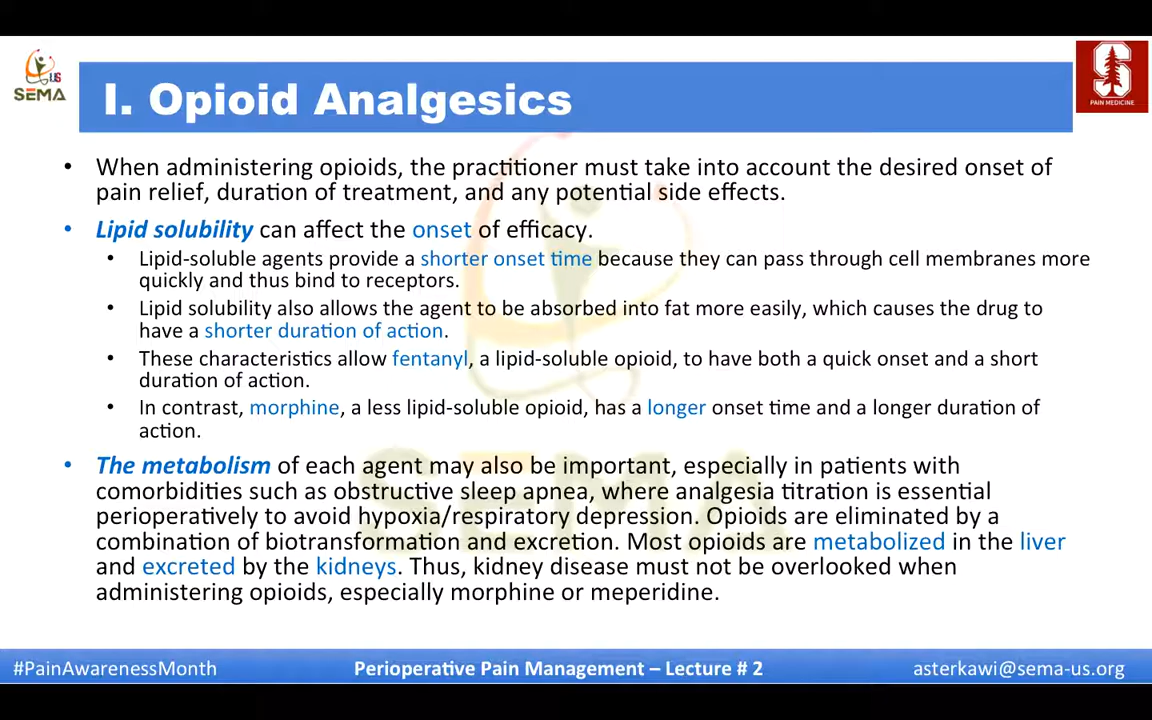 US
SEMA
I. Opioid Analgesics
S
PAIN MEDICINE
• When administering opioids, the practitioner must take into account the desired onset of
pain relief, duration of treatment, and any potential side effects.
• Lipid solubility can affect the onset of efficacy.
• Lipid-soluble agents provide a shorter onset time because they can pass through cell membranes more
quickly and thus bind to receptors.
• Lipid solubility also allows the agent to be absorbed into fat more easily, which causes the drug to
have a shorter duration of action.
• These characteristics allow fentanyl, a lipid-soluble opioid, to have both a quick onset and a short
duration of action.
• In contrast, morphine, a less lipid-soluble opioid, has a longer onset time and a longer duration of
action.
• The metabolism of each agent may also be important, especially in patients with
comorbidities such as obstructive sleep apnea, where analgesia titration is essential
perioperatively to avoid hypoxia/respiratory depression. Opioids are eliminated by a
combination of biotransformation and excretion. Most opioids are metabolized in the liver
and excreted by the kidneys. Thus, kidney disease must not be overlooked when
administering opioids, especially morphine or meperidine.
SEMA
#PainAwarenessMonth
Perioperative Pain Management – Lecture # 2
asterkawi@sema-us.org